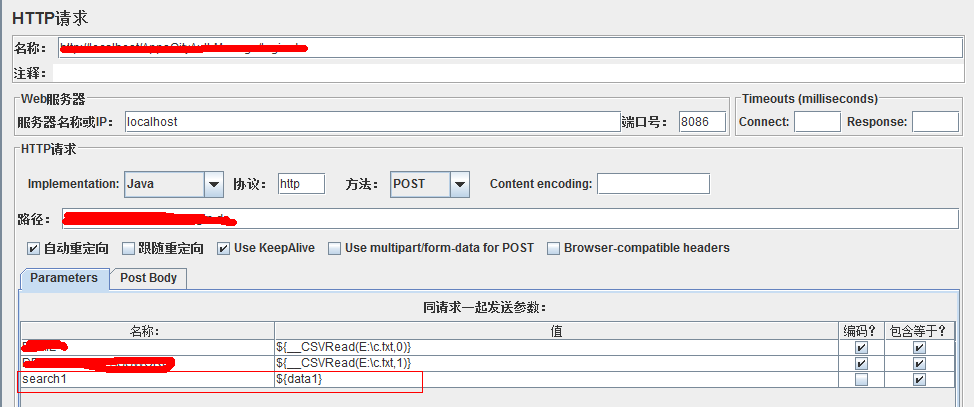 HTTP请求
名称：
注释：
Web服务器
服务器名称或IP： localhost 端口号： 8086
Timeouts (milliseconds)
Connect: Response:
HTTP请求
Implementation: Java 协议： http 方法： POST Content encoding:
路径：
自动重定向 跟随重定向 Use KeepAlive Use multipart/form-data for POST Browser-compatible headers
Parameters Post Body
同请求一起发送参数：
名称： 值 编码？ 包含等于？
${__CSVRead(E:\c.txt,0)}
${__CSVRead(E:\c.txt,1)}
search1 ${data1}